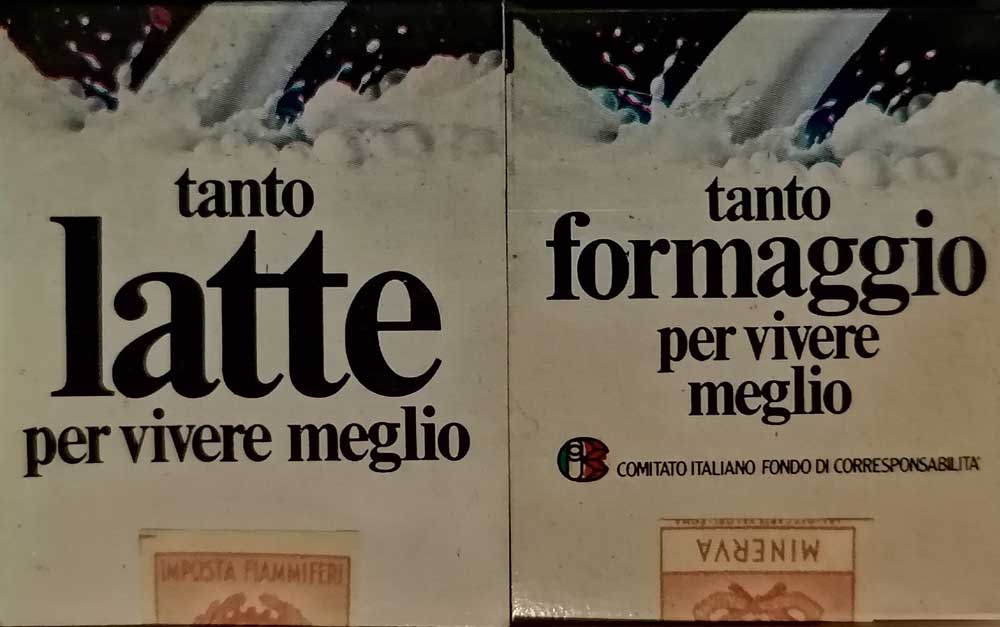 tanto
latte
per vivere meglio
IMPOSTA FIAMMIFERI
tanto
formaggio
per vivere
meglio
COMITATO ITALIANO FONDO DI CORRESPONSABILITA'
MINERVA